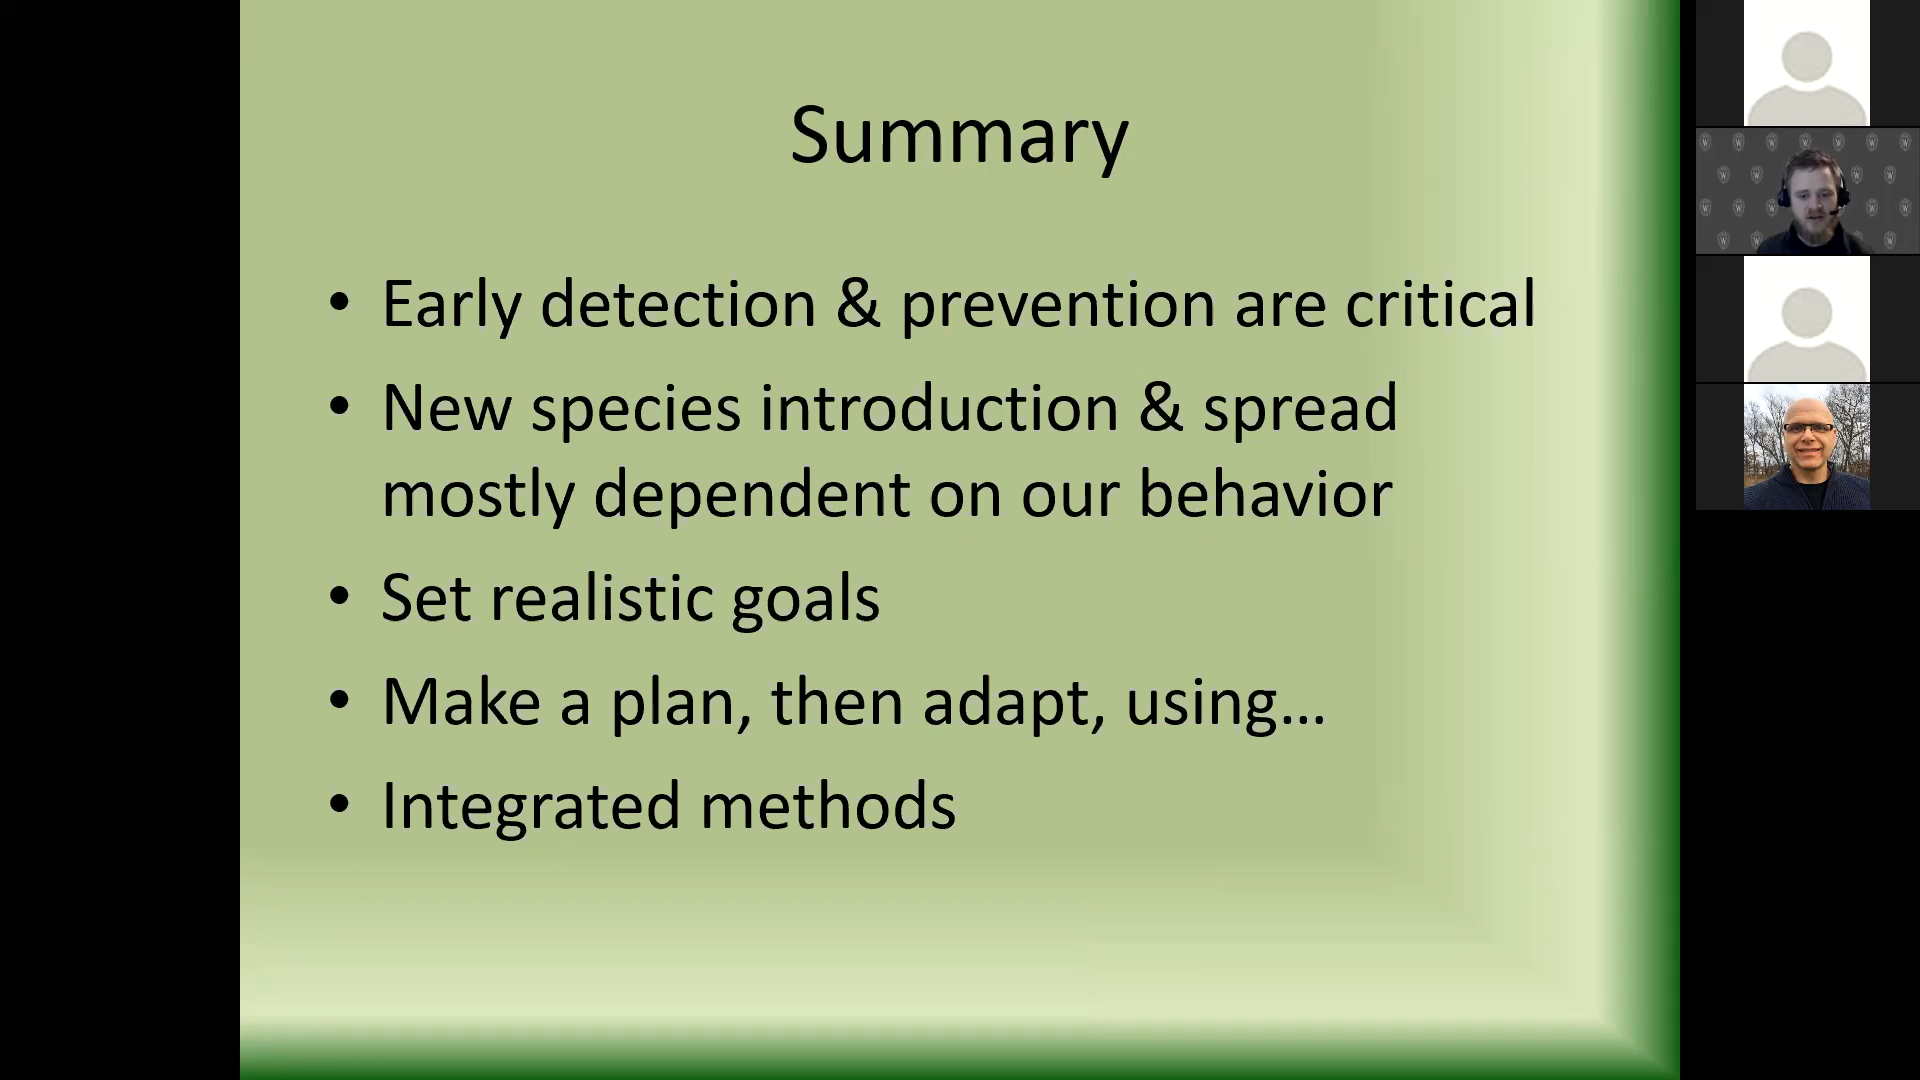 Summary
• Early detection & prevention are critical
• New species introduction & spread
mostly dependent on our behavior
• Set realistic goals
• Make a plan, then adapt, using…
• Integrated methods